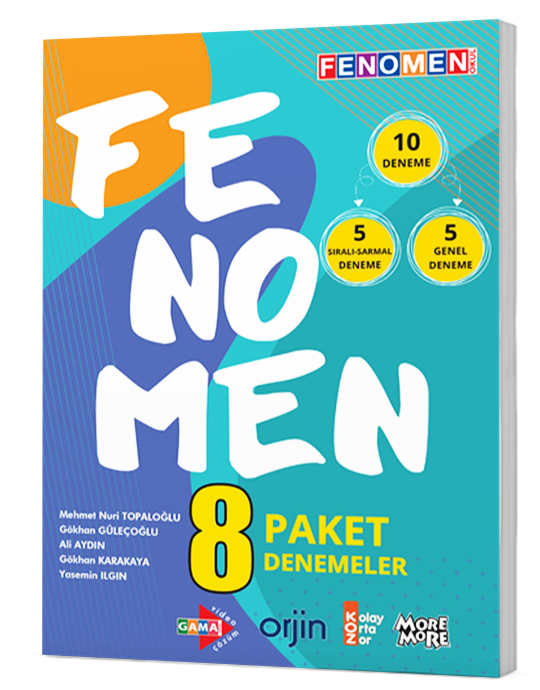 FENOMEN
OKUL
FE
NO
MEN
10
DENEME
5
SIRALI-SARMAL
DENEME
5
GENEL
DENEME
Mehmet Nuri TOPALOĞLU
Gökhan GÜLEÇOĞLU
Ali AYDIN
Gökhan KARAKAYA
Yasemin ILGIN
8
PAKET
DENEMELER
GAMA
video
çözüm
orjin
Kolay
Orta
Zor
MORE
MORE